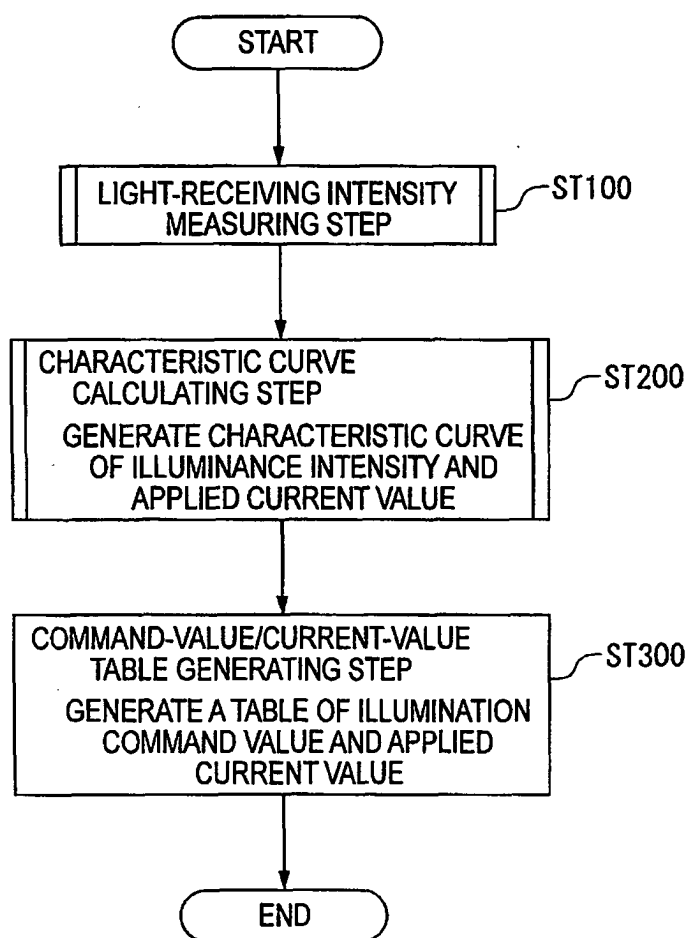 START
LIGHT-RECEIVING INTENSITY
MEASURING STEP
ST100
CHARACTERISTIC CURVE
CALCULATING STEP
GENERATE CHARACTERISTIC CURVE
OF ILLUMINANCE INTENSITY AND
APPLIED CURRENT VALUE
ST200
COMMAND-VALUE/CURRENT-VALUE
TABLE GENERATING STEP
GENERATE A TABLE OF ILLUMINATION
COMMAND VALUE AND APPLIED
CURRENT VALUE
ST300
END